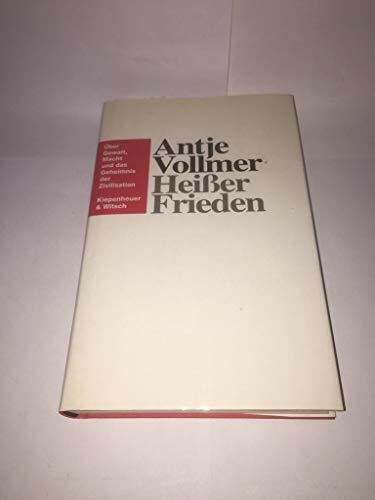 Über
Gewalt,
Macht
und das
Geheimnis
der
Zivilisation
Kiepenheuer
& Witsch
Antje
Vollmer
Heißer
Frieden